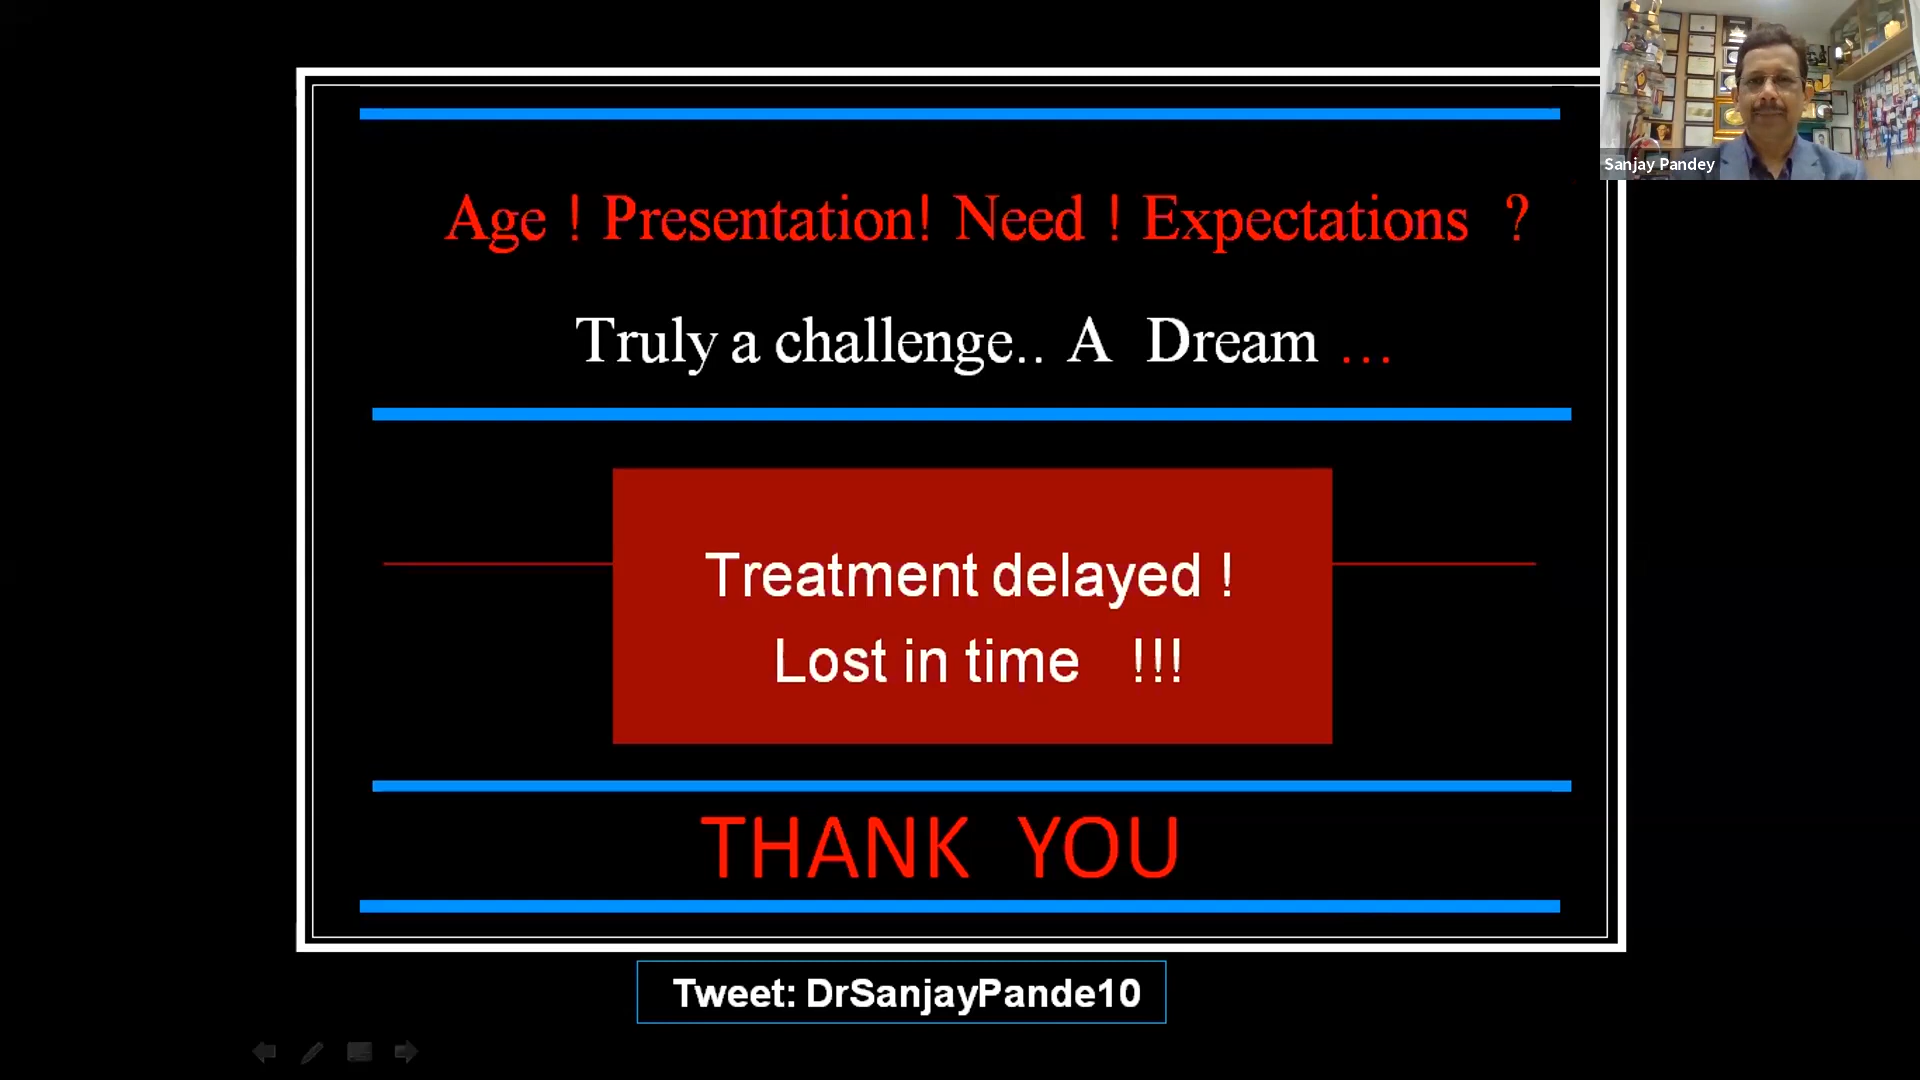 Sanjay Pandey
Age ! Presentation! Need ! Expectations ?
Truly a challenge.. A Dream ...
Treatment delayed !
Lost in time !!!
THANK YOU
Tweet: DrSanjayPande10